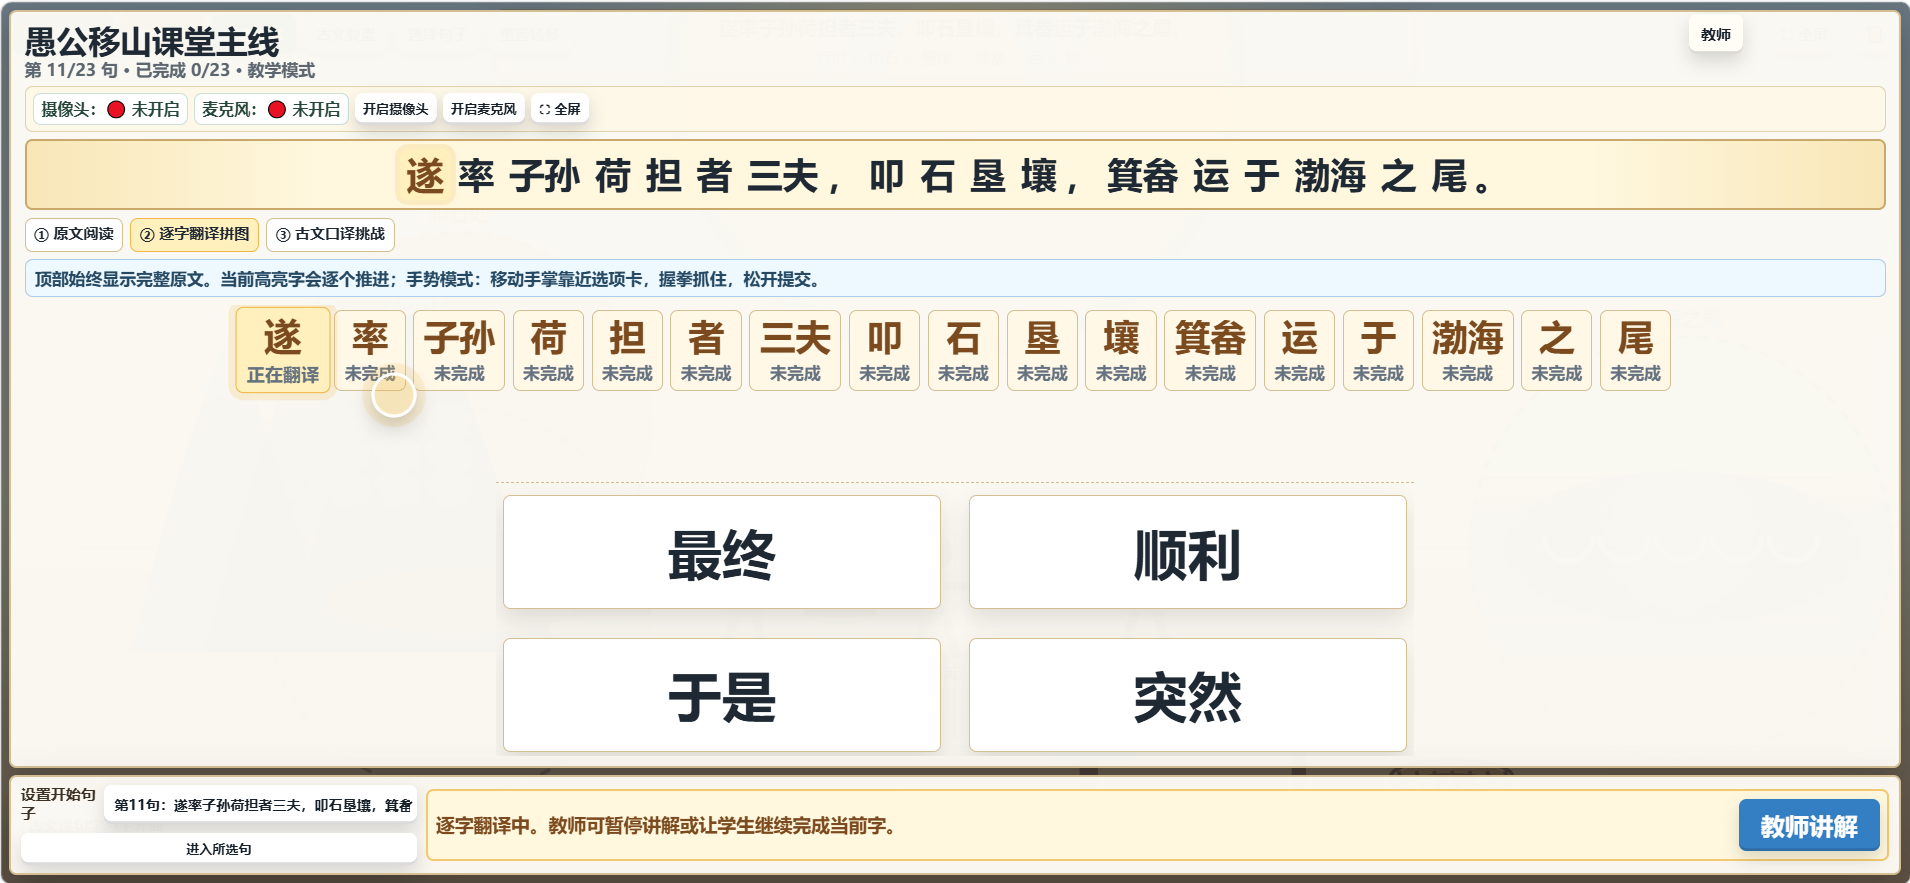 愚公移山课堂主线
教师
第 11/23 句 • 已完成 0/23 • 教学模式
摄像头： 未开启 麦克风： 未开启 开启摄像头 开启麦克风 全屏
遂 率 子孙 荷 担 者 三夫 ， 叩 石 垦 壤 ， 箕畚 运 于 渤海 之 尾 。
① 原文阅读 ② 逐字翻译拼图 ③ 古文口译挑战
顶部始终显示完整原文。当前高亮字会逐个推进；手势模式：移动手掌靠近选项卡，握拳抓住，松开提交。
遂 率 子孙 荷 担 者 三夫 叩 石 垦 壤 箕畚 运 于 渤海 之 尾
正在翻译 未完成 未完成 未完成 未完成 未完成 未完成 未完成 未完成 未完成 未完成 未完成 未完成 未完成 未完成 未完成 未完成
最终 顺利
于是 突然
设置开始句子
第11句：遂率子孙荷担者三夫，叩石垦壤，箕畚
进入所选句
逐字翻译中。教师可暂停讲解或让学生继续完成当前字。
教师讲解